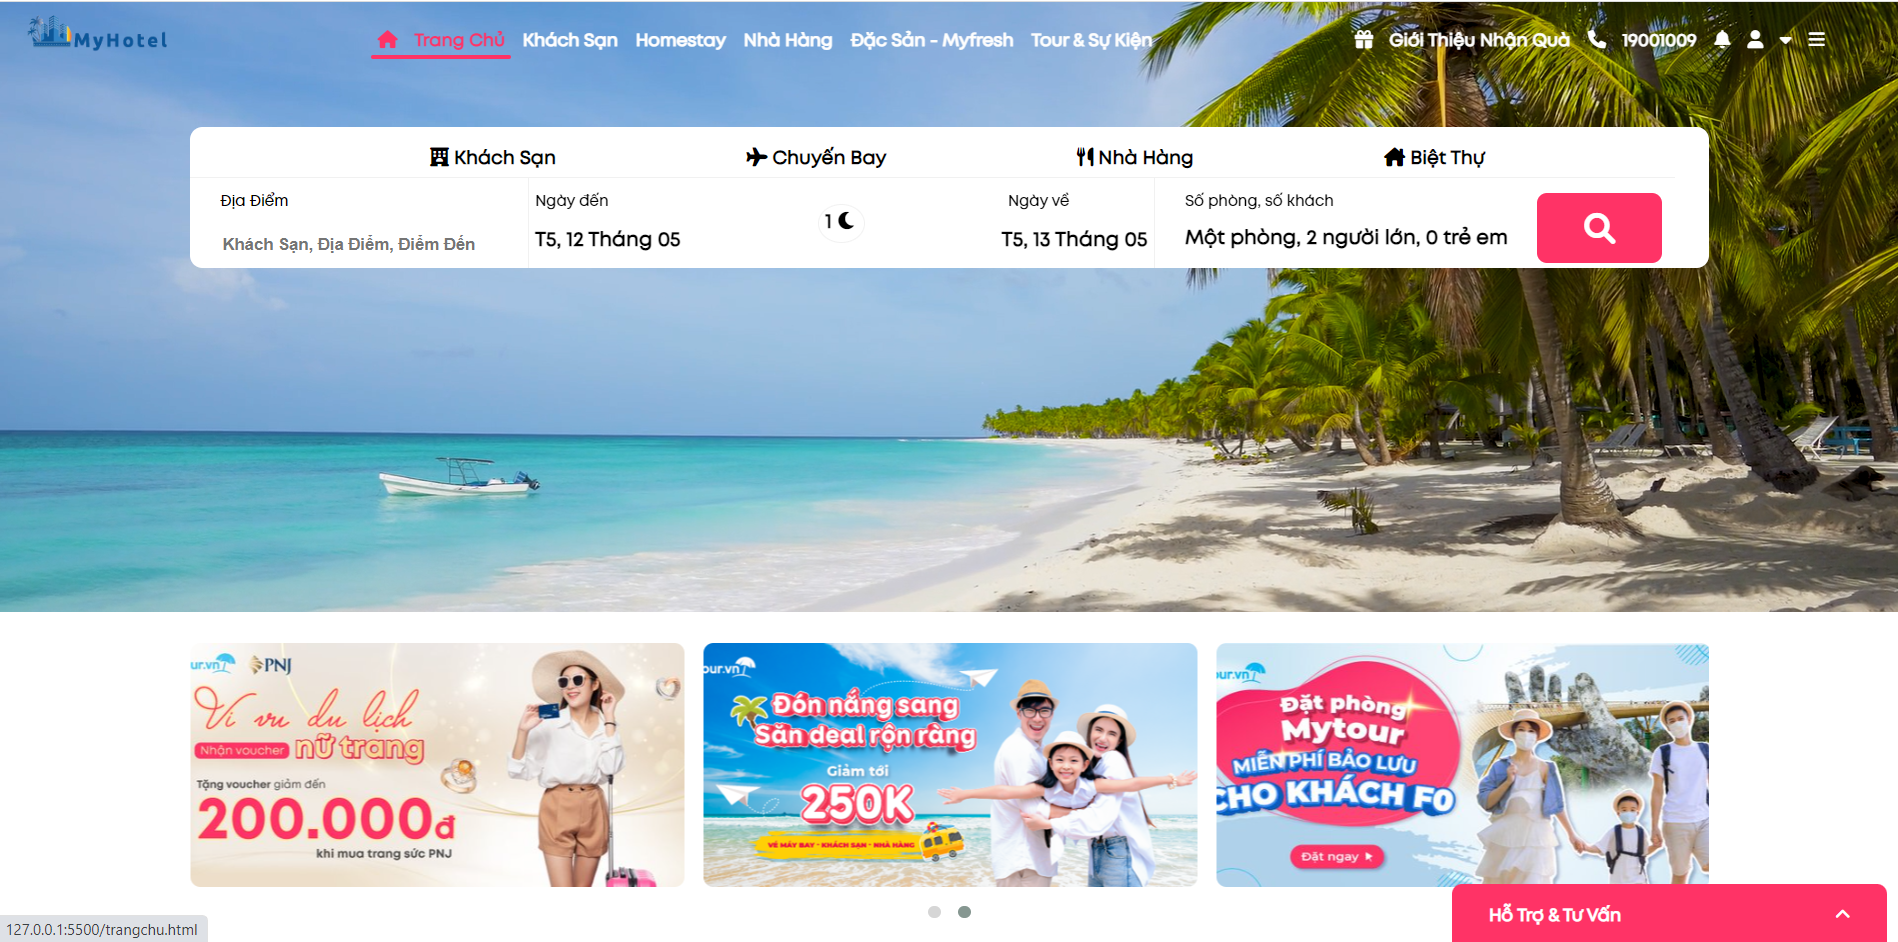 MyHotel
Trang Chủ Khách Sạn Homestay Nhà Hàng Đặc Sản - Myfresh Tour & Sự Kiện Giới Thiệu Nhận Quà 19001009
Khách Sạn Chuyến Bay Nhà Hàng Biệt Thự
Địa Điểm
Khách Sạn, Địa Điểm, Điểm Đến
Ngày đến
T5, 12 Tháng 05
1
Ngày về
T5, 13 Tháng 05
Số phòng, số khách
Một phòng, 2 người lớn, 0 trẻ em
ur.vn PNJ
Vi vu du lịch
Nhận voucher nữ trang
Tặng voucher giảm đến
200.000đ
khi mua trang sức PNJ
our.vn
Đón nắng sang
Săn deal rộn ràng
Giảm tới
250K
VÉ MÁY BAY - KHÁCH SẠN - NHÀ HÀNG
our.vn
Đặt phòng
Mytour
MIỄN PHÍ BẢO LƯU
CHO KHÁCH F0
Đặt ngay
Hỗ Trợ & Tư Vấn
127.0.0.1:5500/trangchu.html